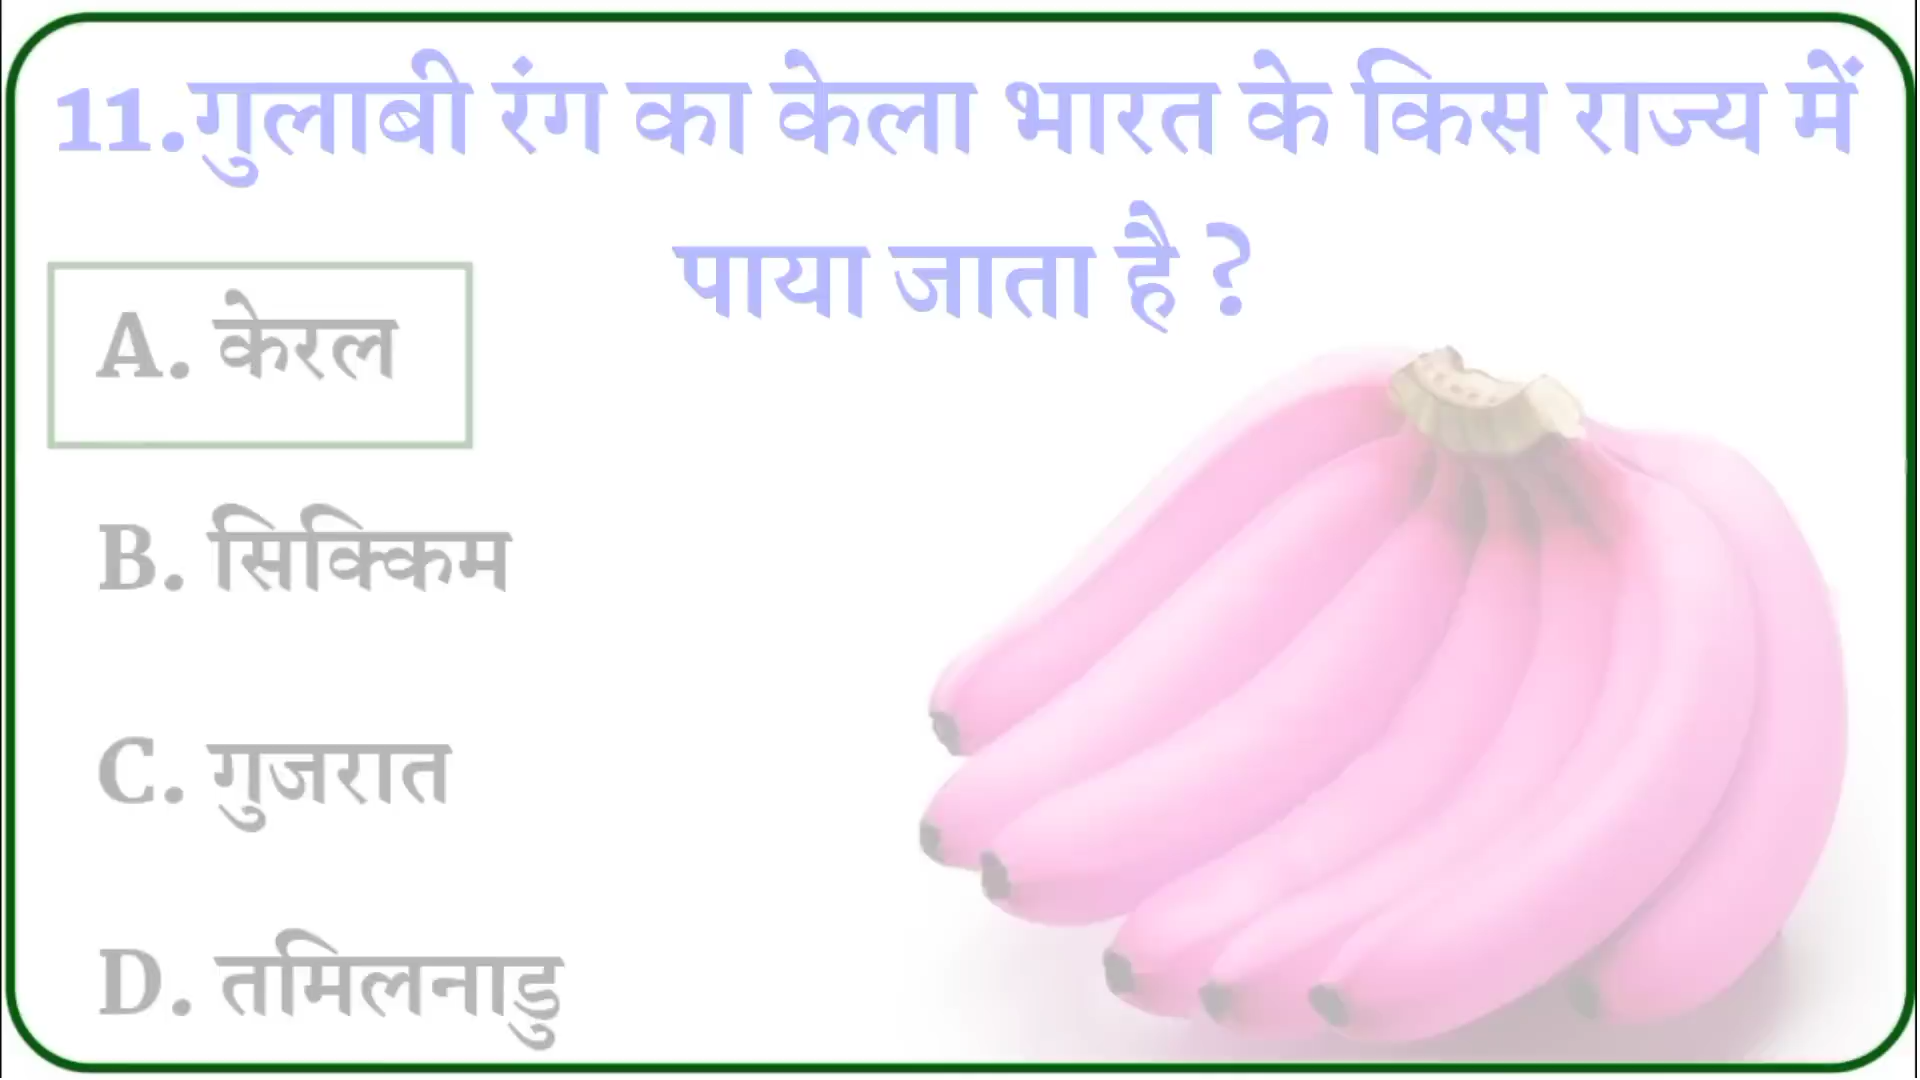 11.गुलाबी रंग का केला भारत के किस राज्य में
पाया जाता है ?
A. केरल
B. सिक्किम
C. गुजरात
D. तमिलनाडु